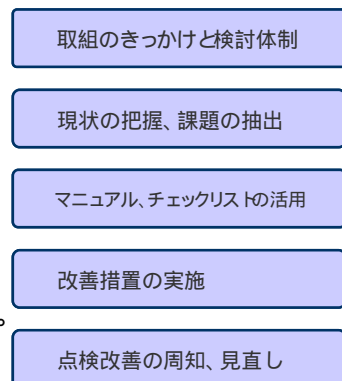 取組のきっかけと検討体制
現状の把握、課題の抽出
マニュアル、チェックリストの活用
改善措置の実施
。
点検改善の周知、見直し